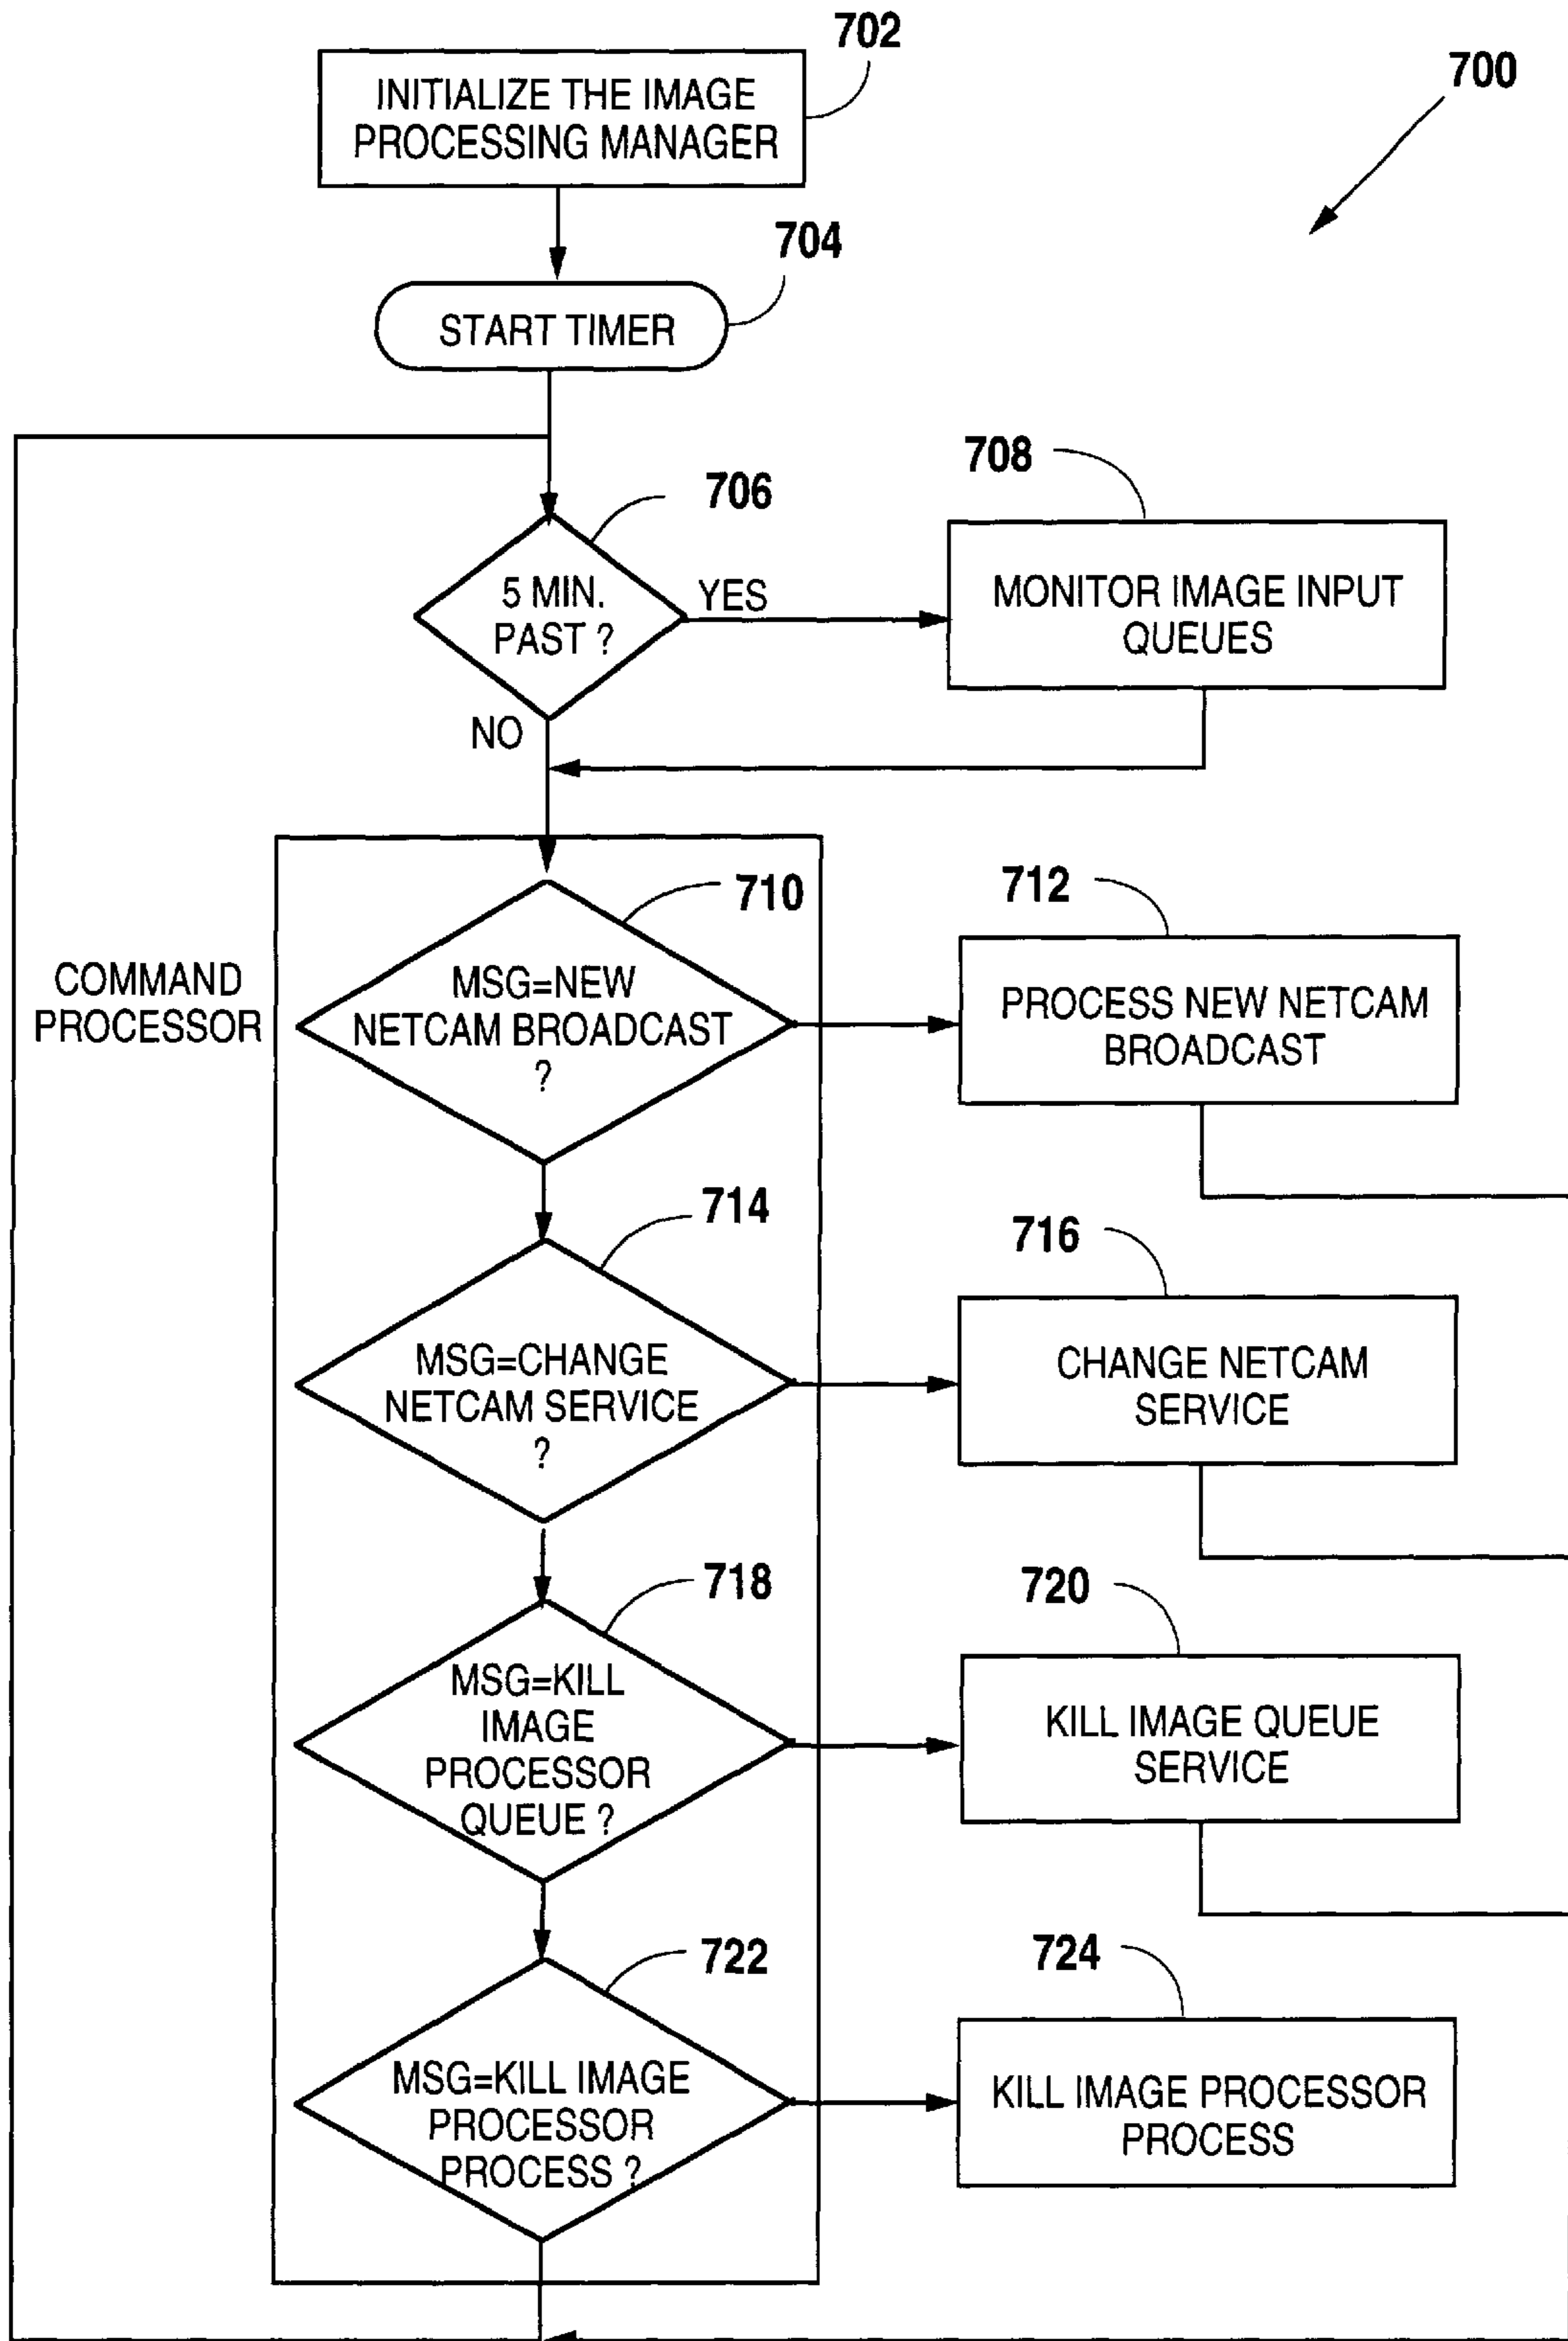 702
700
INITIALIZE THE IMAGE
PROCESSING MANAGER
704
START TIMER
706
708
5 MIN.
PAST ?
YES
NO
MONITOR IMAGE INPUT
QUEUES
COMMAND
PROCESSOR
710
712
MSG=NEW
NETCAM BROADCAST
?
PROCESS NEW NETCAM
BROADCAST
714
716
MSG=CHANGE
NETCAM SERVICE
?
CHANGE NETCAM
SERVICE
718
720
MSG=KILL
IMAGE
PROCESSOR
QUEUE ?
KILL IMAGE QUEUE
SERVICE
722
724
MSG=KILL IMAGE
PROCESSOR
PROCESS ?
KILL IMAGE PROCESSOR
PROCESS